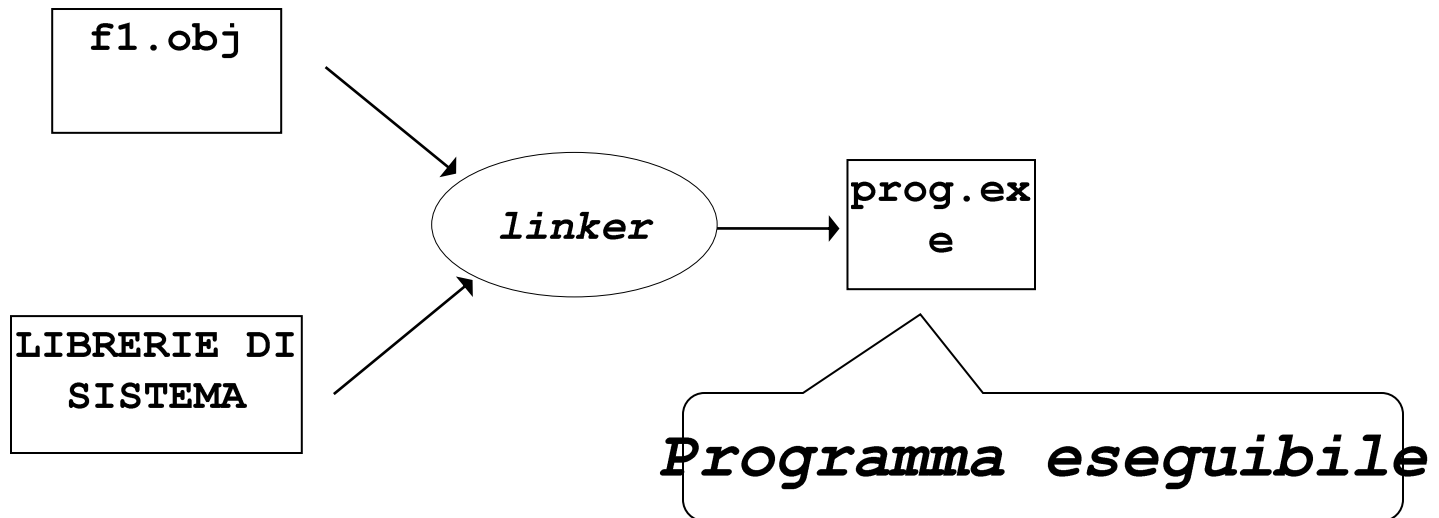 f1.obj
linker
prog.ex
e
LIBRERIE DI
SISTEMA
Programma eseguibile